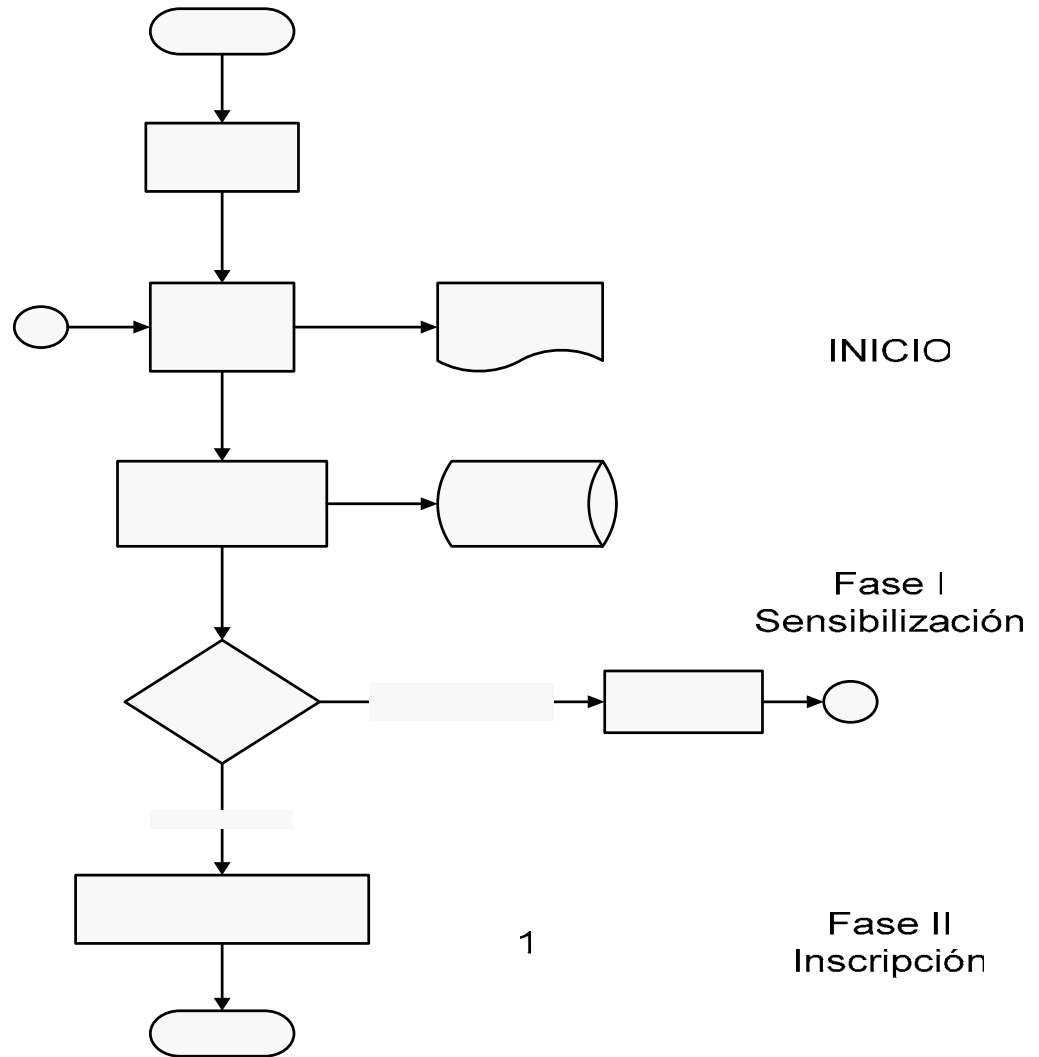 INICIO
Fase I
Sensibilización
1
Fase II
Inscripción